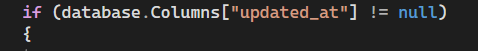 if (database.Columns["updated_at"] != null)
{